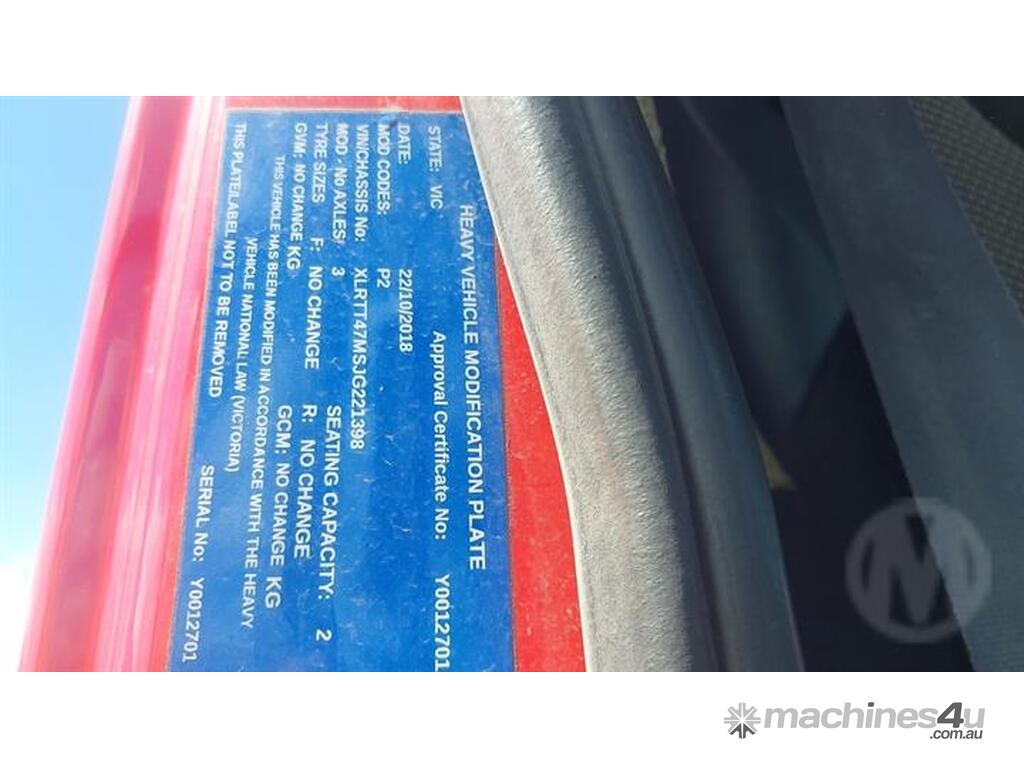 HEAVY VEHICLE MODIFICATION PLATE
STATE: VIC Approval Certificate No: Y0012701
DATE: 22/10/2018
MOD CODES: P2
VIN/CHASSIS No: XLRTT47MSJG221398
MOD - No AXLES 3 SEATING CAPACITY: 2
TYRE SIZES F: NO CHANGE R: NO CHANGE
GVM: NO CHANGE KG GCM: NO CHANGE KG
THIS VEHICLE HAS BEEN MODIFIED IN ACCORDANCE WITH THE HEAVY
VEHICLE NATIONAL LAW (VICTORIA)
THIS PLATE/LABEL NOT TO BE REMOVED SERIAL No: Y0012701
M
machines4u
.com.au